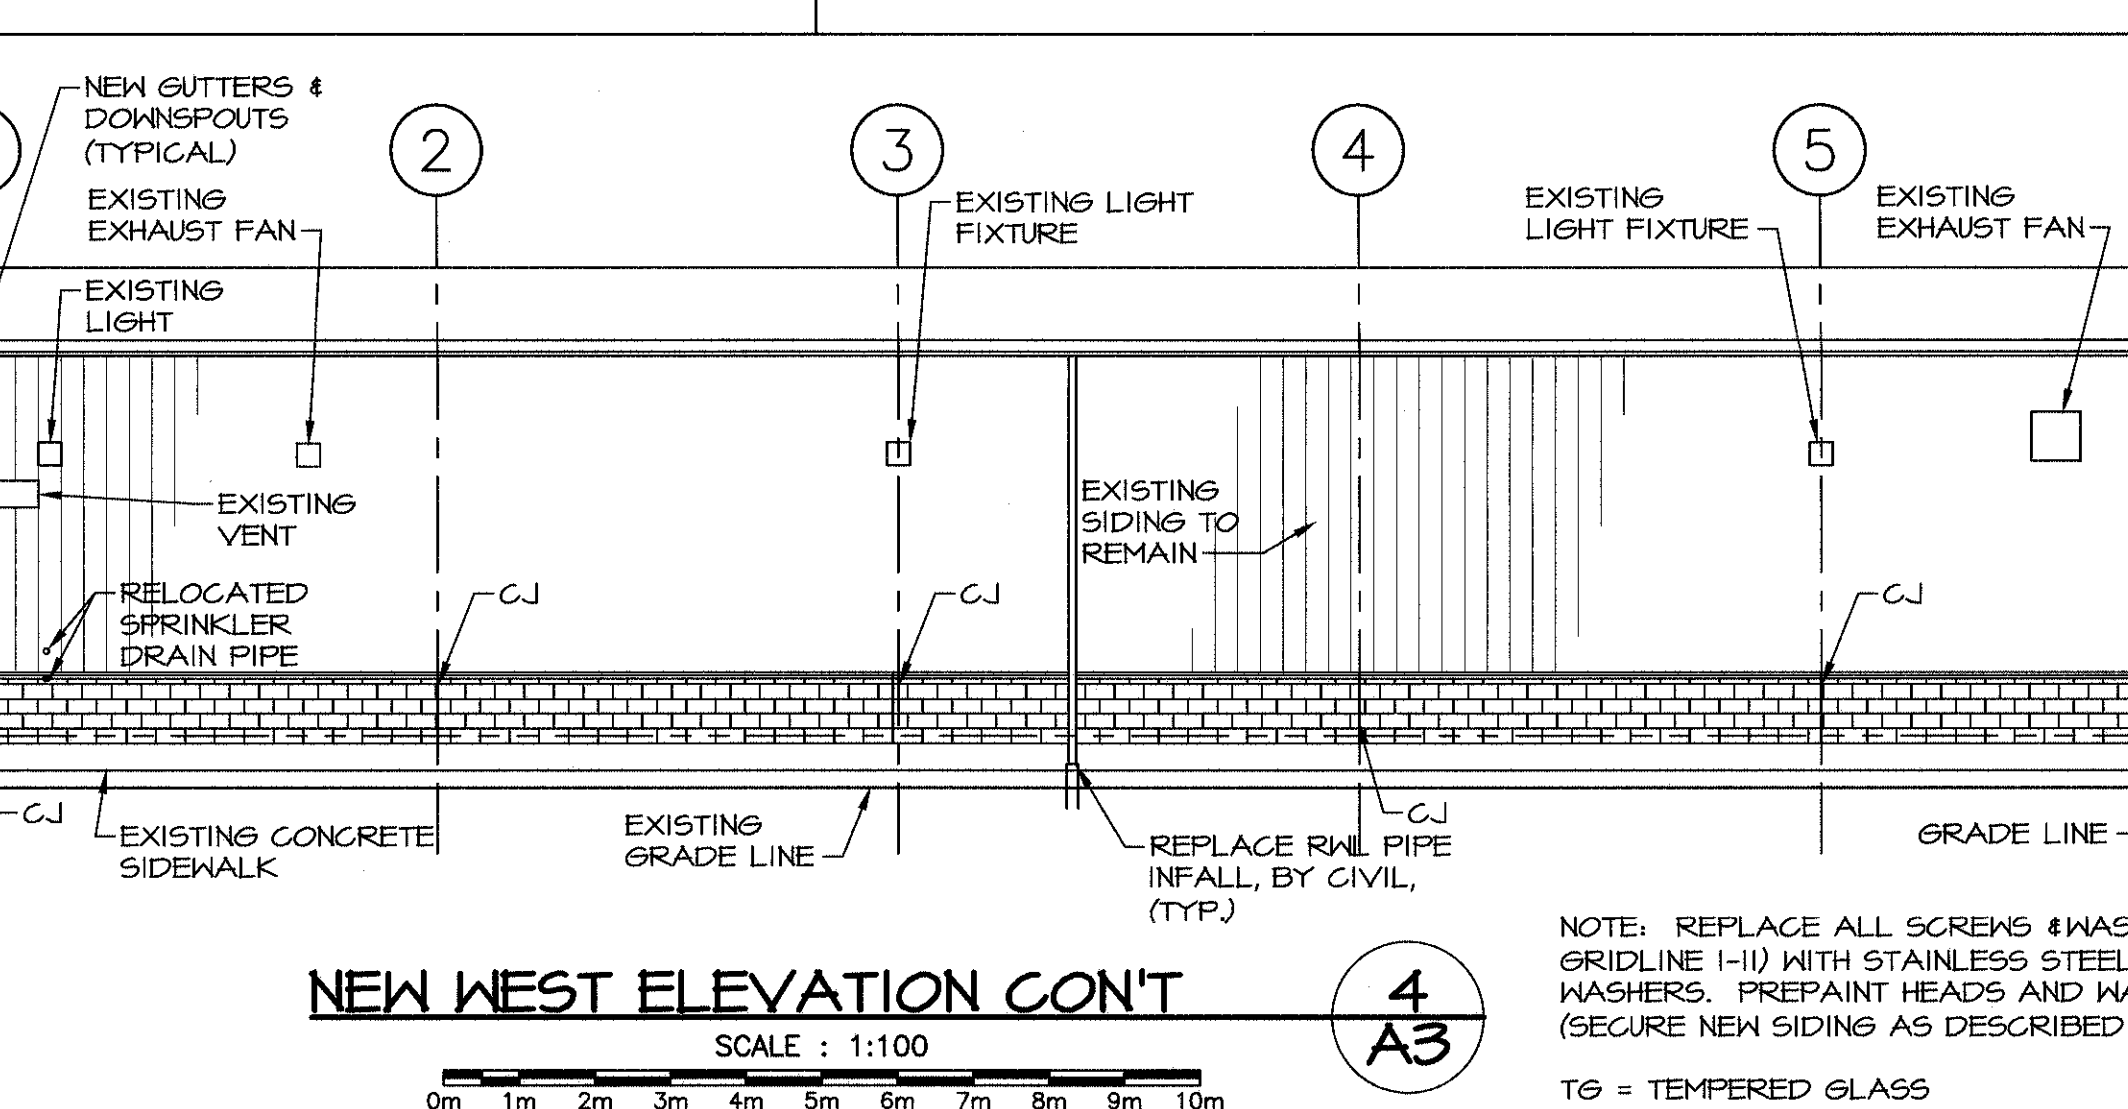 NEW GUTTERS &
DOWNSPOUTS
(TYPICAL)
2
3
4
5
EXISTING
EXHAUST FAN
EXISTING LIGHT
FIXTURE
EXISTING
LIGHT FIXTURE
EXISTING
EXHAUST FAN
EXISTING
LIGHT
EXISTING
VENT
EXISTING
SIDING TO
REMAIN
RELOCATED
SPRINKLER
DRAIN PIPE
CJ
CJ
CJ
CJ
EXISTING CONCRETE
SIDEWALK
EXISTING
GRADE LINE
CJ
REPLACE RWL PIPE
INFALL, BY CIVIL,
(TYP.)
GRADE LINE
NEW WEST ELEVATION CON'T
4
A3
SCALE : 1:100
0m 1m 2m 3m 4m 5m 6m 7m 8m 9m 10m
NOTE: REPLACE ALL SCREWS & WAS
GRIDLINE 1-11) WITH STAINLESS STEEL
WASHERS. PREPAINT HEADS AND WA
(SECURE NEW SIDING AS DESCRIBED
TG = TEMPERED GLASS